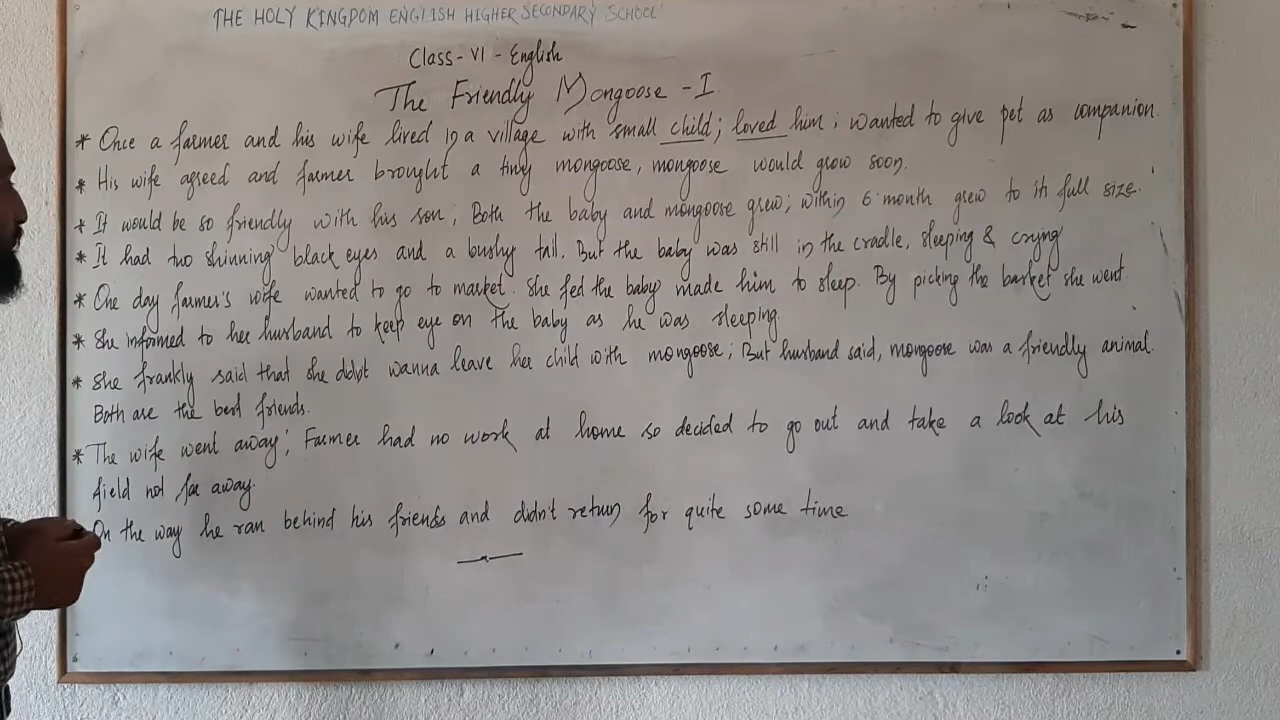 THE HOLY KINGDOM ENGLISH HIGHER SECONDARY SCHOOL
Class - VI - English
The Friendly Mongoose - I
* Once a farmer and his wife lived in a village with small child; loved him; wanted to give pet as companion.
* His wife agreed and farmer brought a tiny mongoose, mongoose would grow soon.
* It would be so friendly with his son; Both the baby and mongoose grew; within 6 month grew to its full size.
* It had two shinning black eyes and a bushy tail. But the baby was still in the cradle, sleeping & crying
* One day farmer's wife wanted to go to market. She fed the baby made him to sleep. By picking the basket she went.
* She informed to her husband to keep eye on the baby as he was sleeping.
* She frankly said that she didn't wanna leave her child with mongoose; But husband said, mongoose was a friendly animal.
Both are the best friends.
* The wife went away; Farmer had no work at home so decided to go out and take a look at his
field not far away.
On the way he ran behind his friends and didn't return for quite some time